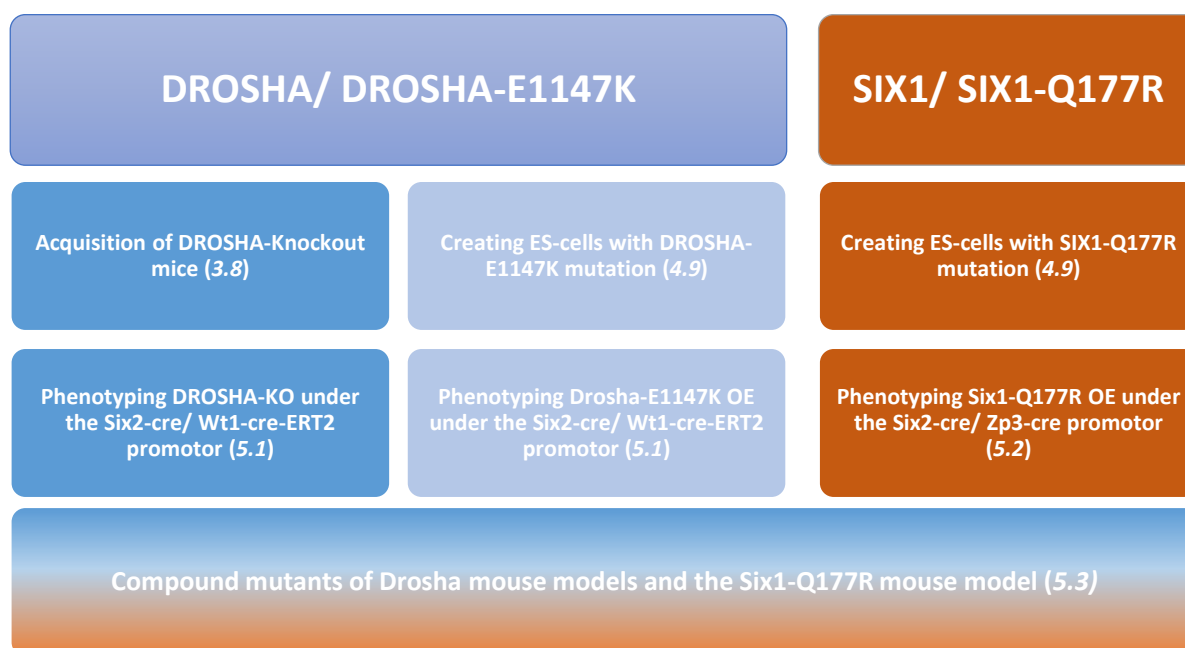 DROSHA/ DROSHA-E1147K
SIX1/ SIX1-Q177R
Acquisition of DROSHA-Knockout
mice (3.8)
Creating ES-cells with DROSHA-
E1147K mutation (4.9)
Creating ES-cells with SIX1-Q177R
mutation (4.9)
Phenotyping DROSHA-KO under
the Six2-cre/ Wt1-cre-ERT2
promotor (5.1)
Phenotyping Drosha-E1147K OE
under the Six2-cre/ Wt1-cre-ERT2
promotor (5.1)
Phenotyping Six1-Q177R OE under
the Six2-cre/ Zp3-cre promotor
(5.2)
Compound mutants of Drosha mouse models and the Six1-Q177R mouse model (5.3)